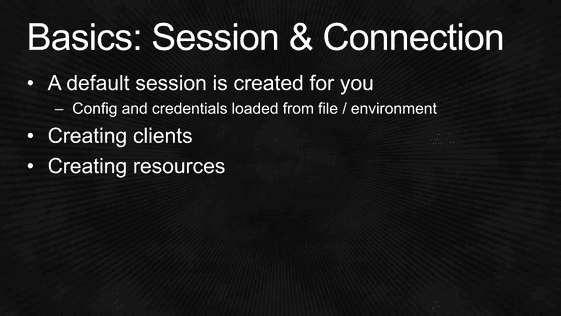 Basics: Session & Connection
• A default session is created for you
– Config and credentials loaded from file / environment
• Creating clients
• Creating resources